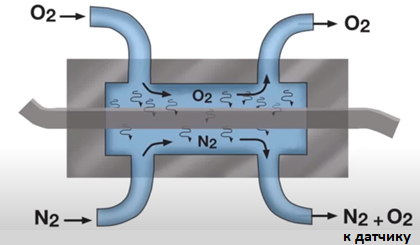 O2 → → O2
O2
N2
N2 → → N2 + O2
к датчику